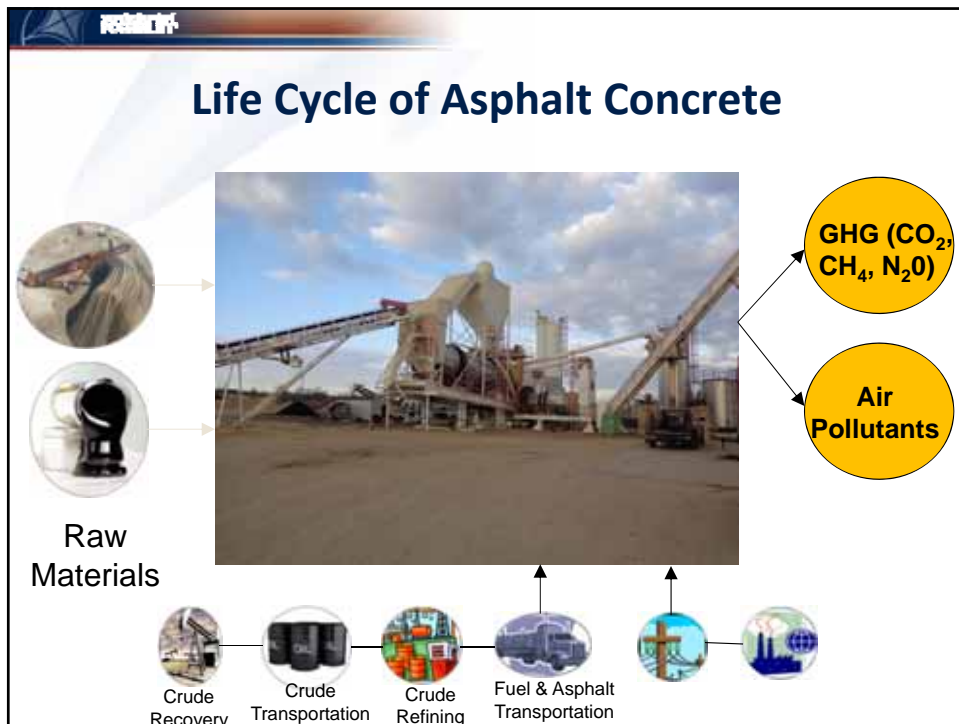 Life Cycle of Asphalt Concrete
GHG (CO₂,
CH₄, N₂0)
Air
Pollutants
Raw
Materials
OIL
Crude
Recovery
Crude
Transportation
Crude
Refining
Fuel & Asphalt
Transportation